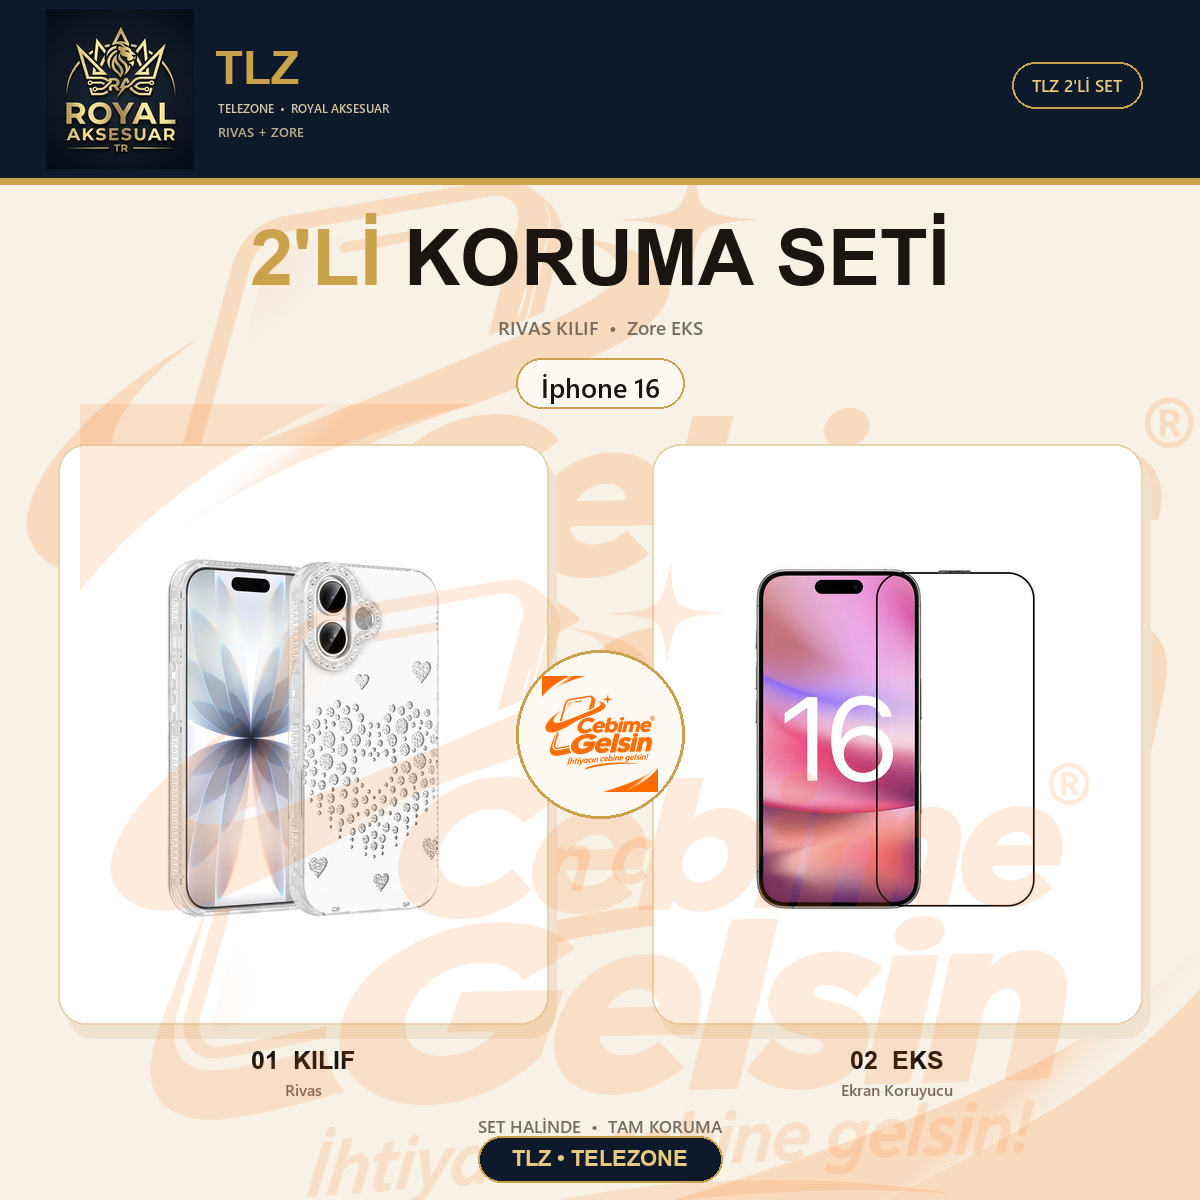 ROYAL
AKSESUAR
TR
TLZ
TELEZONE • ROYAL AKSESUAR
RIVAS + ZORE
TLZ 2'Lİ SET
2'Lİ KORUMA SETİ
RIVAS KILIF • Zore EKS
İphone 16
Cebime®
Gelsin
İhtiyacın cebine gelsin!
16
Cebime®
Gelsin
01 KILIF
Rivas
02 EKS
Ekran Koruyucu
SET HALİNDE • TAM KORUMA
TLZ • TELEZONE